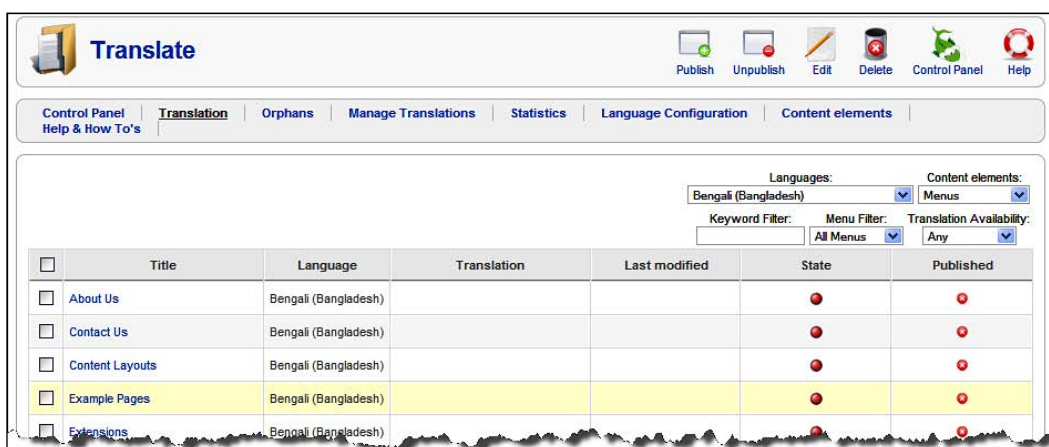 Translate
Publish Unpublish Edit Delete Control Panel Help
Control Panel Translation Orphans Manage Translations Statistics Language Configuration Content elements
Help & How To's
Languages: Content elements:
Bengali (Bangladesh) Menus
Keyword Filter: Menu Filter: Translation Availability:
All Menus Any
Title Language Translation Last modified State Published
About Us Bengali (Bangladesh)
Contact Us Bengali (Bangladesh)
Content Layouts Bengali (Bangladesh)
Example Pages Bengali (Bangladesh)
Extensions Bengali (Bangladesh)